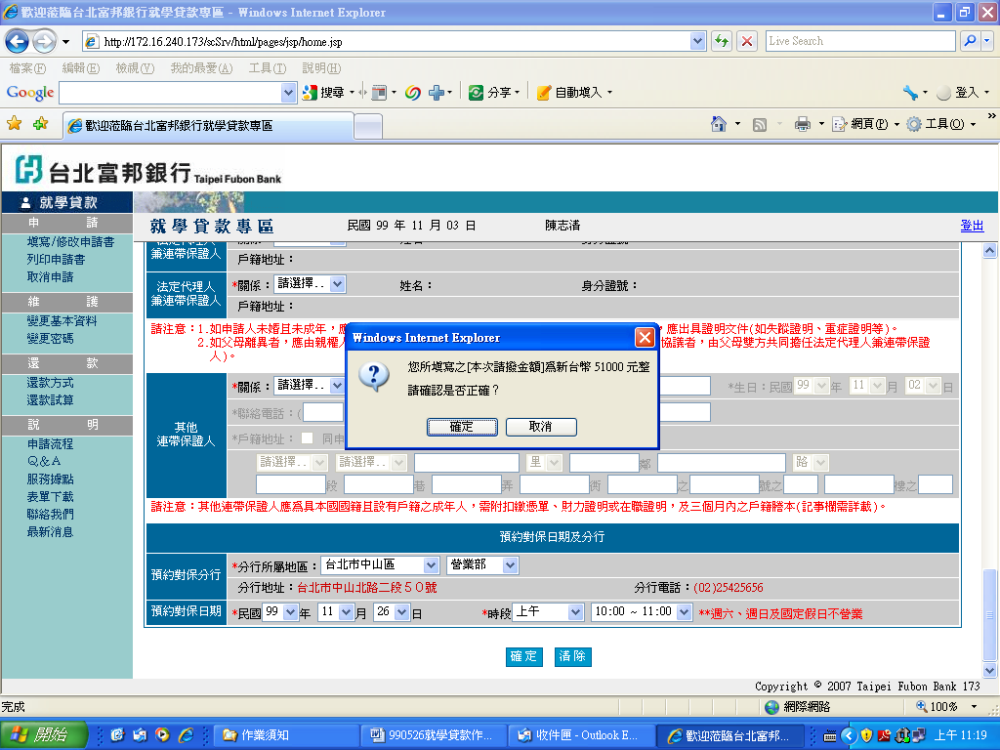 歡迎蒞臨台北富邦銀行就學貸款專區 - Windows Internet Explorer
http://172.16.240.173/scSrv/html/pages/jsp/home.jsp
Live Search
檔案(F) 編輯(E) 檢視(V) 我的最愛(A) 工具(T) 說明(H)
Google 搜尋 分享 自動填入 登入
歡迎蒞臨台北富邦銀行就學貸款專區 網頁(P) 工具(O)
台北富邦銀行 Taipei Fubon Bank
就學貸款
就學貸款專區 民國 99 年 11 月 03 日 登出
申 請
填寫/修改申請書
列印申請書
取消申請
維 護
變更基本資料
變更密碼
還 款
還款方式
還款試算
說 明
申請流程
Q & A
服務據點
表單下載
聯絡我們
最新消息
兼連帶保證人 戶籍地址:
法定代理人
兼連帶保證人
*關係: 請選擇.. 姓名: 身分證號:
戶籍地址:
請注意:1.如申請人未婚且未成年,應 ,應出具證明文件(如失蹤證明、重症證明等)。
2.如父母離異者,應由親權人 協議者,由父母雙方共同擔任法定代理人兼連帶保證
人)。
Windows Internet Explorer
您所填寫之[本次請撥金額]為新台幣 51000 元整
請確認是否正確?
確定 取消
其他
連帶保證人
*關係: 請選擇.. *生日:民國 99 年 11 月 02 日
*聯絡電話:(
*戶籍地址: 同申
請選擇.. 請選擇.. 里 鄰 路
段 巷 弄 衖 之 號之 樓之
請注意:其他連帶保證人應為具本國國籍且設有戶籍之成年人,需附扣繳憑單、財力證明或在職證明,及三個月內之戶籍謄本(記事欄需詳載)。
預約對保日期及分行
預約對保分行 *分行所屬地區: 台北市中山區 營業部
分行地址:台北市中山北路二段50號 分行電話:(02)25425656
預約對保日期 *民國 99 年 11 月 26 日 *時段 上午 10:00 ~ 11:00 **週六、週日及國定假日不營業
確 定 清 除
Copyright © 2007 Taipei Fubon Bank 173
完成 網際網路 100%
開始 作業須知 990526就學貸款作... 收件匣 - Outlook E... 歡迎蒞臨台北富邦... 上午 11:19